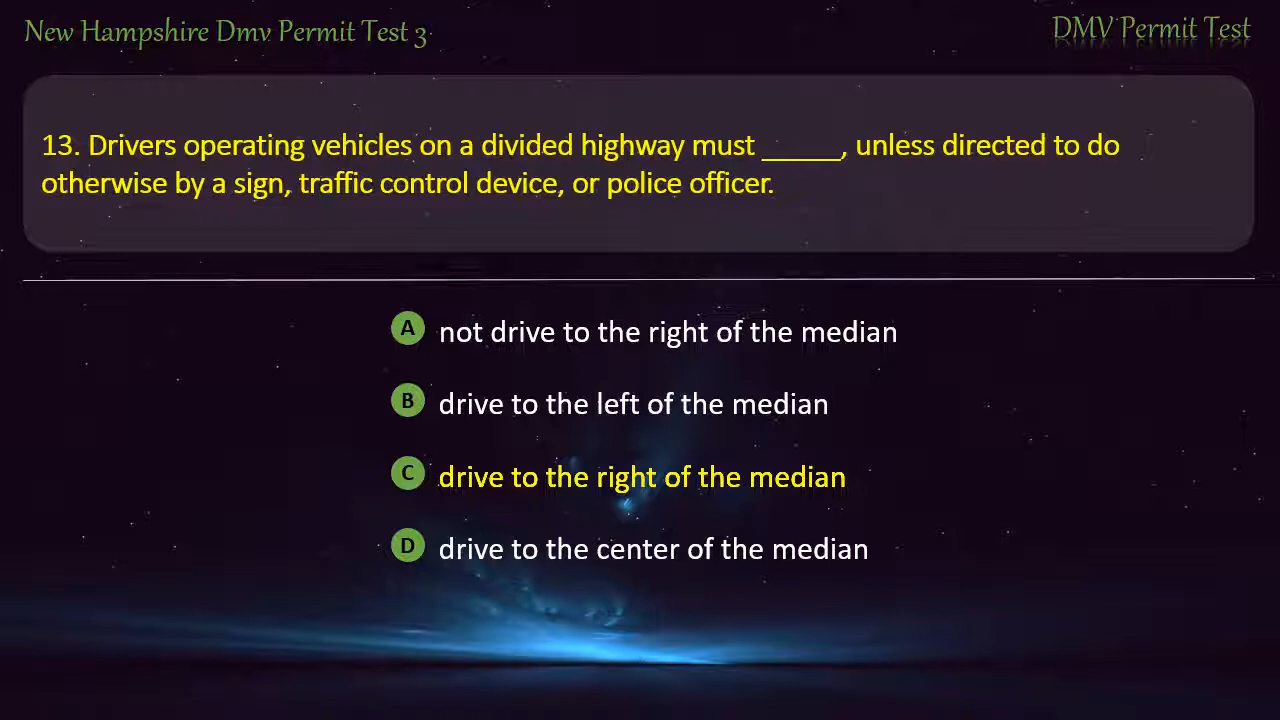 New Hampshire Dmv Permit Test 3
DMV Permit Test
13. Drivers operating vehicles on a divided highway must _____, unless directed to do
otherwise by a sign, traffic control device, or police officer.
A not drive to the right of the median
B drive to the left of the median
C drive to the right of the median
D drive to the center of the median